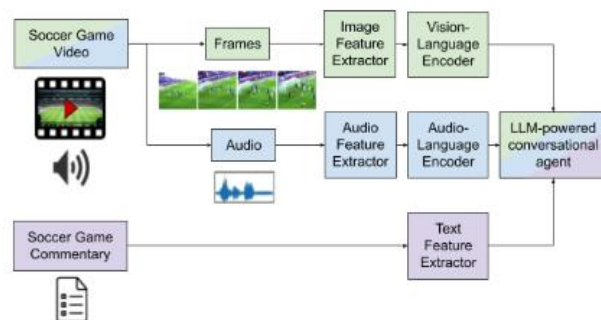 Soccer Game
Video
Frames
Image
Feature
Extractor
Vision-
Language
Encoder
Audio
Audio
Feature
Extractor
Audio-
Language
Encoder
LLM-powered
conversational
agent
Soccer Game
Commentary
Text
Feature
Extractor